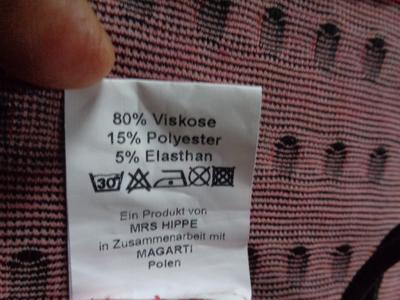 80% Viskose
15% Polyester
5% Elasthan
30°
Ein Produkt von
MRS HIPPE
in Zusammenarbeit mit
MAGARTI
Polen